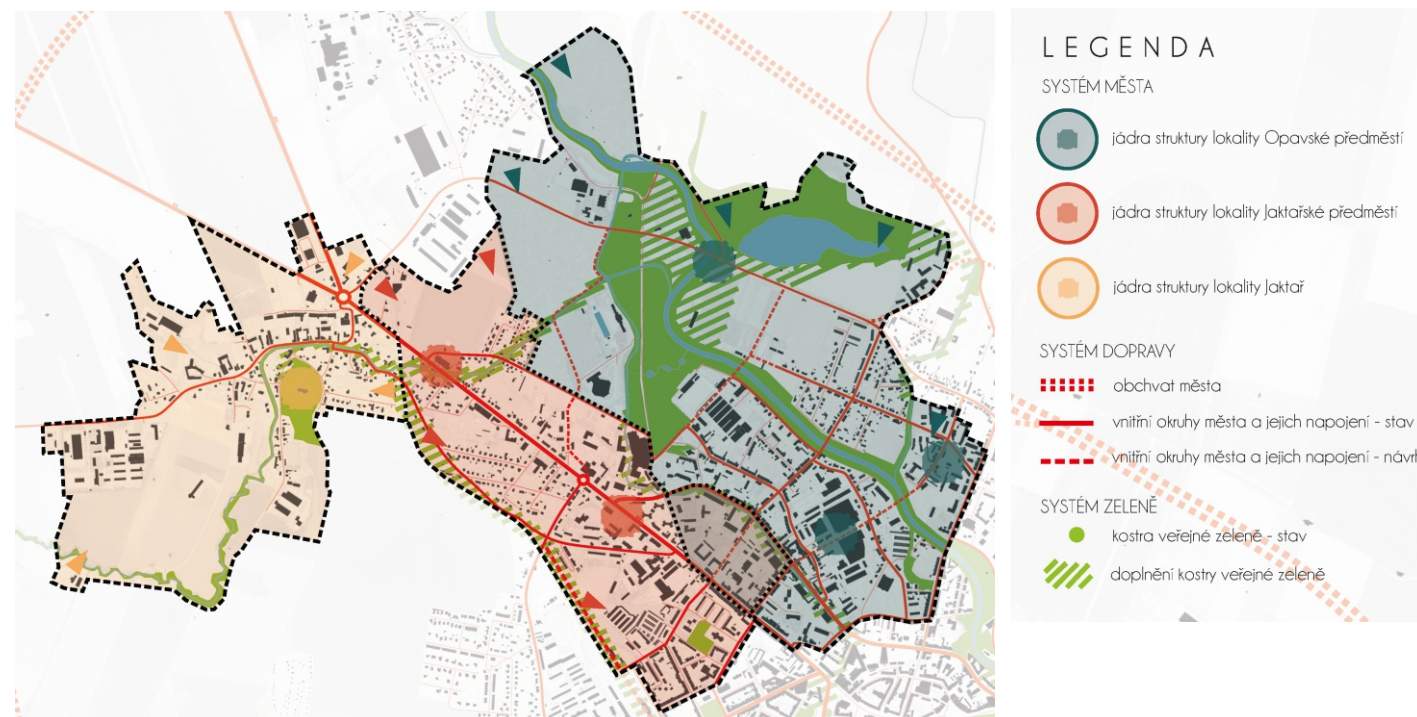 LEGENDA
SYSTÉM MĚSTA
jádra struktury lokality Opavské předměstí
jádra struktury lokality Jaktařské předměstí
jádra struktury lokality Jaktař
SYSTÉM DOPRAVY
obchvat města
vnitřní okruhy města a jejich napojení - stav
vnitřní okruhy města a jejich napojení - návrh
SYSTÉM ZELENĚ
kostra veřejné zeleně - stav
doplnění kostry veřejné zeleně